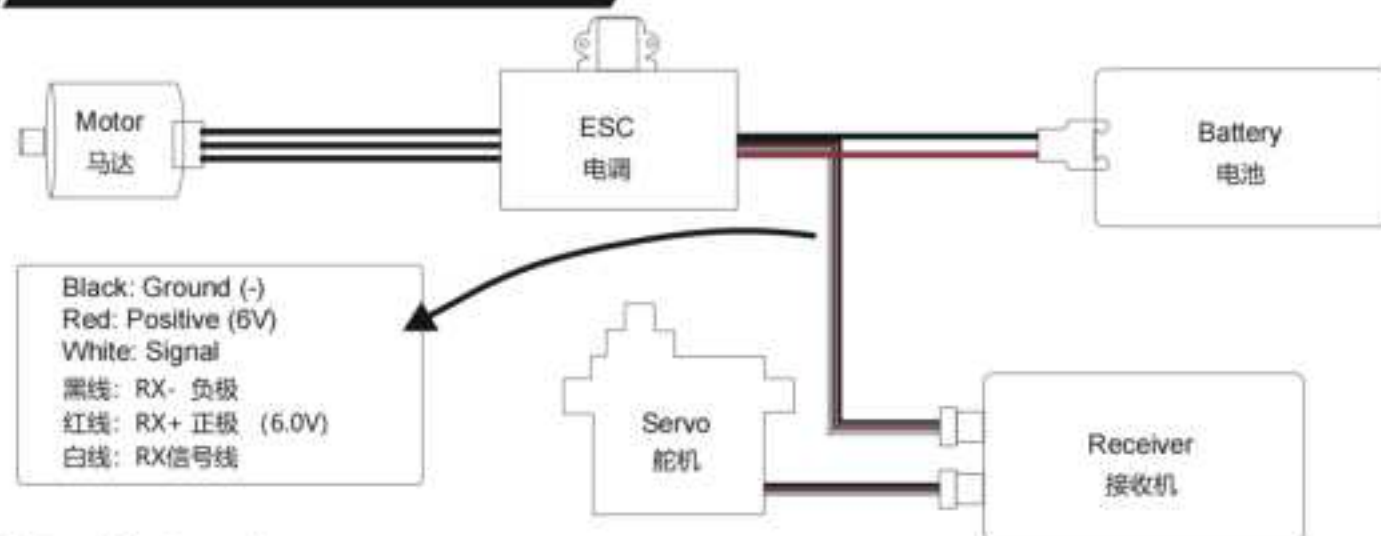 Motor
马达
ESC
电调
Battery
电池
Black: Ground (-)
Red: Positive (6V)
White: Signal
黑线：RX- 负极
红线：RX+ 正极 (6.0V)
白线：RX信号线
Servo
舵机
Receiver
接收机